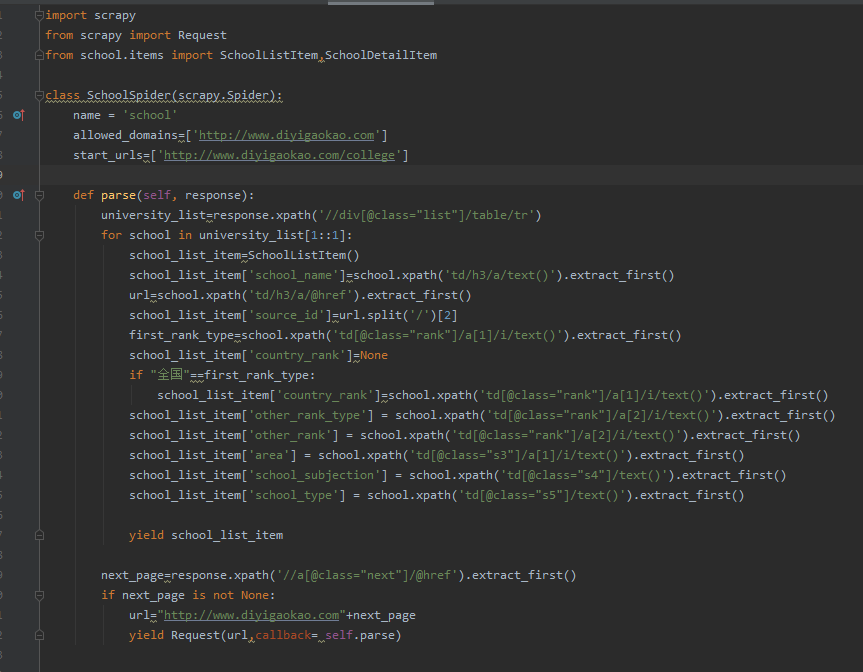 import scrapy
from scrapy import Request
from school.items import SchoolListItem,SchoolDetailItem
class SchoolSpider(scrapy.Spider):
name = 'school'
allowed_domains=['http://www.diyigaokao.com']
start_urls=['http://www.diyigaokao.com/college']
def parse(self, response):
university_list=response.xpath('//div[@class="list"]/table/tr')
for school in university_list[1::1]:
school_list_item=SchoolListItem()
school_list_item['school_name']=school.xpath('td/h3/a/text()').extract_first()
url=school.xpath('td/h3/a/@href').extract_first()
school_list_item['source_id']=url.split('/')[2]
first_rank_type=school.xpath('td[@class="rank"]/a[1]/i/text()').extract_first()
school_list_item['country_rank']=None
if "全国"==first_rank_type:
school_list_item['country_rank']=school.xpath('td[@class="rank"]/a[1]/i/text()').extract_first()
school_list_item['other_rank_type'] = school.xpath('td[@class="rank"]/a[2]/i/text()').extract_first()
school_list_item['other_rank'] = school.xpath('td[@class="rank"]/a[2]/i/text()').extract_first()
school_list_item['area'] = school.xpath('td[@class="s3"]/a[1]/i/text()').extract_first()
school_list_item['school_subjection'] = school.xpath('td[@class="s4"]/text()').extract_first()
school_list_item['school_type'] = school.xpath('td[@class="s5"]/text()').extract_first()
yield school_list_item
next_page=response.xpath('//a[@class="next"]/@href').extract_first()
if next_page is not None:
url="http://www.diyigaokao.com"+next_page
yield Request(url,callback= self.parse)